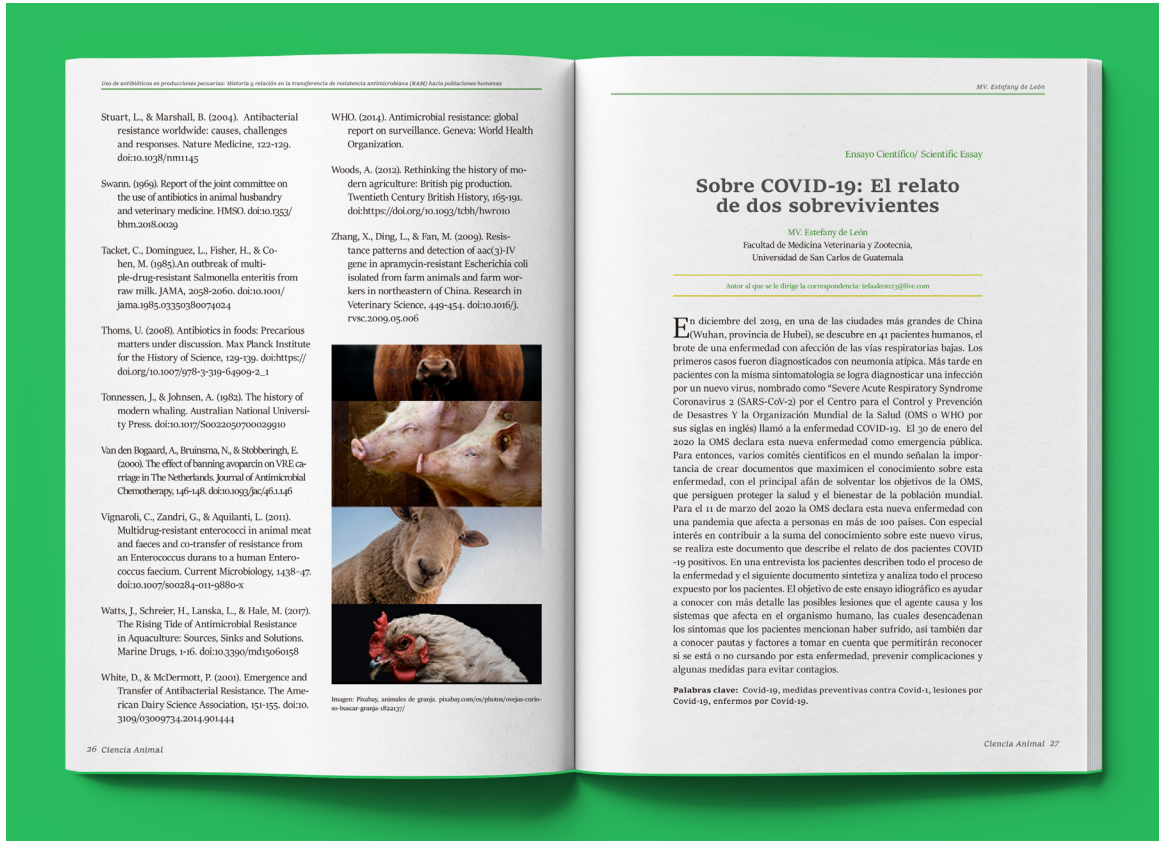 Uso de antibióticos en producciones pecuarias: Historia y relación en la transferencia de resistencia antimicrobiana (RAM) hacia poblaciones humanas
Stuart, L., & Marshall, B. (2004). Antibacterial
resistance worldwide: causes, challenges
and responses. Nature Medicine, 122-129.
doi:10.1038/nm1145
Swann. (1969). Report of the joint committee on
the use of antibiotics in animal husbandry
and veterinary medicine. HMSO. doi:10.1353/
bhm.2018.0029
Tacket, C., Dominguez, L., Fisher, H., & Co-
hen, M. (1985).An outbreak of multi-
ple-drug-resistant Salmonella enteritis from
raw milk. JAMA, 2058-2060. doi:10.1001/
jama.1985.03350380074024
Thoms, U. (2008). Antibiotics in foods: Precarious
matters under discussion. Max Planck Institute
for the History of Science, 129-139. doi:https://
doi.org/10.1007/978-3-319-64909-2_1
Tonnessen, J., & Johnsen, A. (1982). The history of
modern whaling. Australian National Universi-
ty Press. doi:10.1017/S0022050700029910
Van den Bogaard, A., Bruinsma, N., & Stobberingh, E.
(2000). The effect of banning avoparcin on VRE ca-
rriage in The Netherlands. Journal of Antimicrobial
Chemotherapy, 146-148. doi:10.1093/jac/46.1.146
Vignaroli, C., Zandri, G., & Aquilanti, L. (2011).
Multidrug-resistant enterococci in animal meat
and faeces and co-transfer of resistance from
an Enterococcus durans to a human Entero-
coccus faecium. Current Microbiology, 1438–47.
doi:10.1007/s00284-011-9880-x
Watts, J., Schreier, H., Lanska, L., & Hale, M. (2017).
The Rising Tide of Antimicrobial Resistance
in Aquaculture: Sources, Sinks and Solutions.
Marine Drugs, 1-16. doi:10.3390/md15060158
White, D., & McDermott, P. (2001). Emergence and
Transfer of Antibacterial Resistance. The Ame-
rican Dairy Science Association, 151-155. doi:10.
3109/03009734.2014.901444
WHO. (2014). Antimicrobial resistance: global
report on surveillance. Geneva: World Health
Organization.
Woods, A. (2012). Rethinking the history of mo-
dern agriculture: British pig production.
Twentieth Century British History, 165-191.
doi:https://doi.org/10.1093/tcbh/hwr010
Zhang, X., Ding, L., & Fan, M. (2009). Resis-
tance patterns and detection of aac(3)-IV
gene in apramycin-resistant Escherichia coli
isolated from farm animals and farm wor-
kers in northeastern of China. Research in
Veterinary Science, 449-454. doi:10.1016/j.
rvsc.2009.05.006
Imagen: Pixabay, animales de granja. pixabay.com/es/photos/ovejas-curio-
so-buscar-granja-1822137/
26 Ciencia Animal
MV. Estefany de León
Ensayo Científico/ Scientific Essay
Sobre COVID-19: El relato
de dos sobrevivientes
MV. Estefany de León
Facultad de Medicina Veterinaria y Zootecnia,
Universidad de San Carlos de Guatemala
Autor al que se le dirige la correspondencia: tefaaleon23@live.com
En diciembre del 2019, en una de las ciudades más grandes de China
(Wuhan, provincia de Hubei), se descubre en 41 pacientes humanos, el
brote de una enfermedad con afección de las vías respiratorias bajas. Los
primeros casos fueron diagnosticados con neumonía atípica. Más tarde en
pacientes con la misma sintomatología se logra diagnosticar una infección
por un nuevo virus, nombrado como “Severe Acute Respiratory Syndrome
Coronavirus 2 (SARS-CoV-2) por el Centro para el Control y Prevención
de Desastres Y la Organización Mundial de la Salud (OMS o WHO por
sus siglas en inglés) llamó a la enfermedad COVID-19. El 30 de enero del
2020 la OMS declara esta nueva enfermedad como emergencia pública.
Para entonces, varios comités científicos en el mundo señalan la impor-
tancia de crear documentos que maximicen el conocimiento sobre esta
enfermedad, con el principal afán de solventar los objetivos de la OMS,
que persiguen proteger la salud y el bienestar de la población mundial.
Para el 11 de marzo del 2020 la OMS declara esta nueva enfermedad con
una pandemia que afecta a personas en más de 100 países. Con especial
interés en contribuir a la suma del conocimiento sobre este nuevo virus,
se realiza este documento que describe el relato de dos pacientes COVID
-19 positivos. En una entrevista los pacientes describen todo el proceso de
la enfermedad y el siguiente documento sintetiza y analiza todo el proceso
expuesto por los pacientes. El objetivo de este ensayo idiográfico es ayudar
a conocer con más detalle las posibles lesiones que el agente causa y los
sistemas que afecta en el organismo humano, las cuales desencadenan
los síntomas que los pacientes mencionan haber sufrido, así también dar
a conocer pautas y factores a tomar en cuenta que permitirán reconocer
si se está o no cursando por esta enfermedad, prevenir complicaciones y
algunas medidas para evitar contagios.
Palabras clave: Covid-19, medidas preventivas contra Covid-1, lesiones por
Covid-19, enfermos por Covid-19.
Ciencia Animal 27